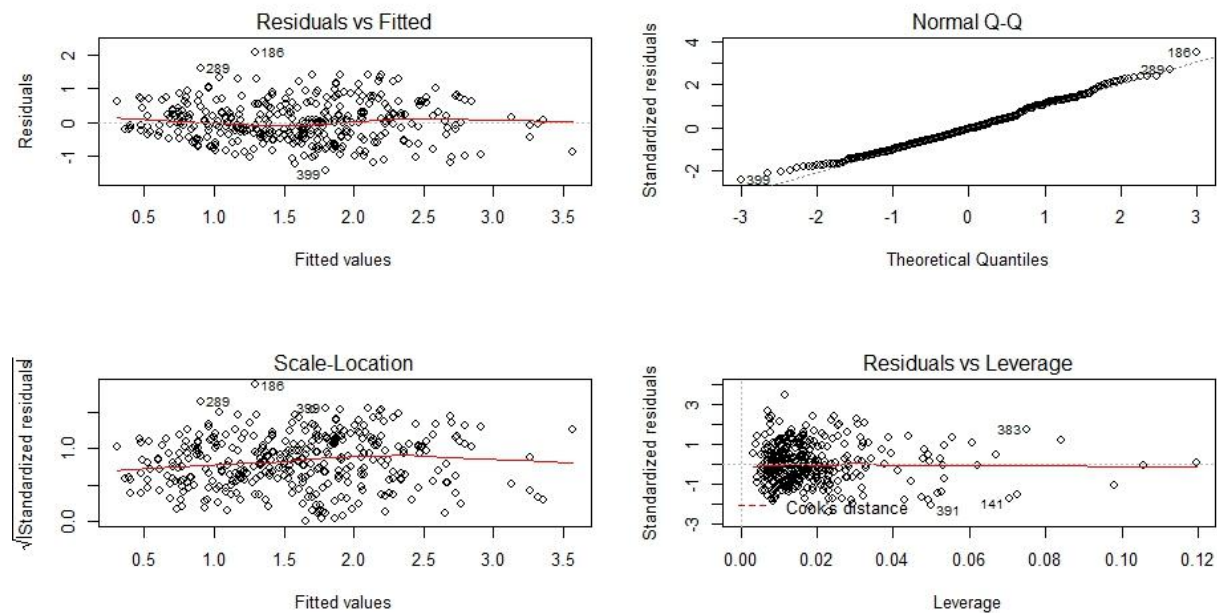 Residuals vs Fitted
Residuals
2
1
0
-1
186
289
399
0.5 1.0 1.5 2.0 2.5 3.0 3.5
Fitted values
Normal Q-Q
Standardized residuals
4
2
0
-2
186
289
399
-3 -2 -1 0 1 2 3
Theoretical Quantiles
Scale-Location
√|Standardized residuals|
1.0
0.0
186
289
399
0.5 1.0 1.5 2.0 2.5 3.0 3.5
Fitted values
Residuals vs Leverage
Standardized residuals
3
1
-1
-3
383
141
391
Cook's distance
0.00 0.02 0.04 0.06 0.08 0.10 0.12
Leverage